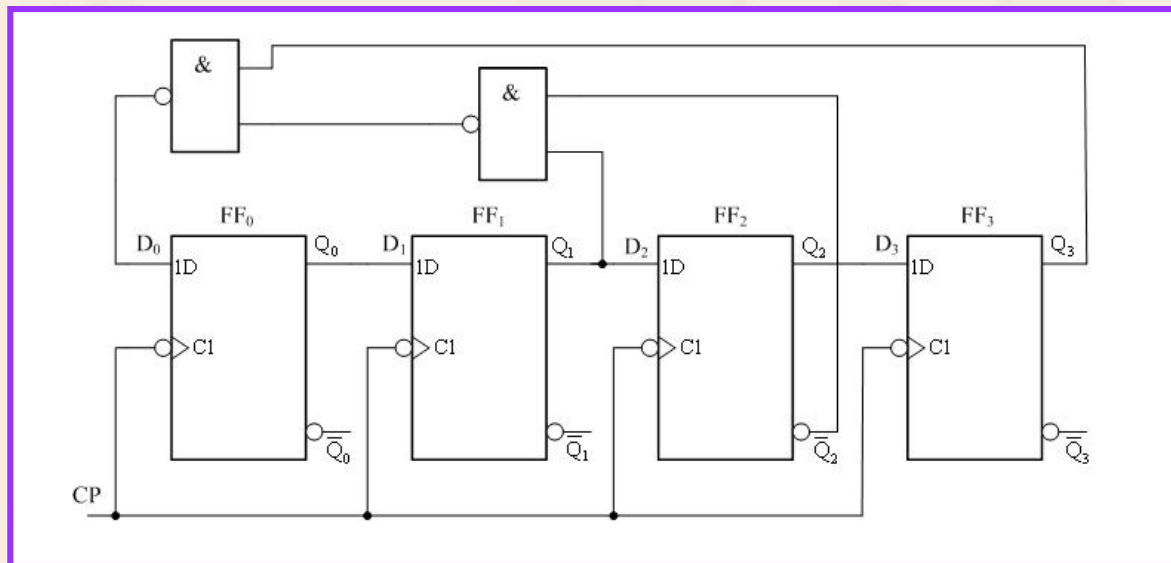 &
&
FF₀ FF₁ FF₂ FF₃
D₀ Q₀ D₁ Q₁ D₂ Q₂ D₃ Q₃
1D 1D 1D 1D
C1 C1 C1 C1
Q̅₀ Q̅₁ Q̅₂ Q̅₃
CP